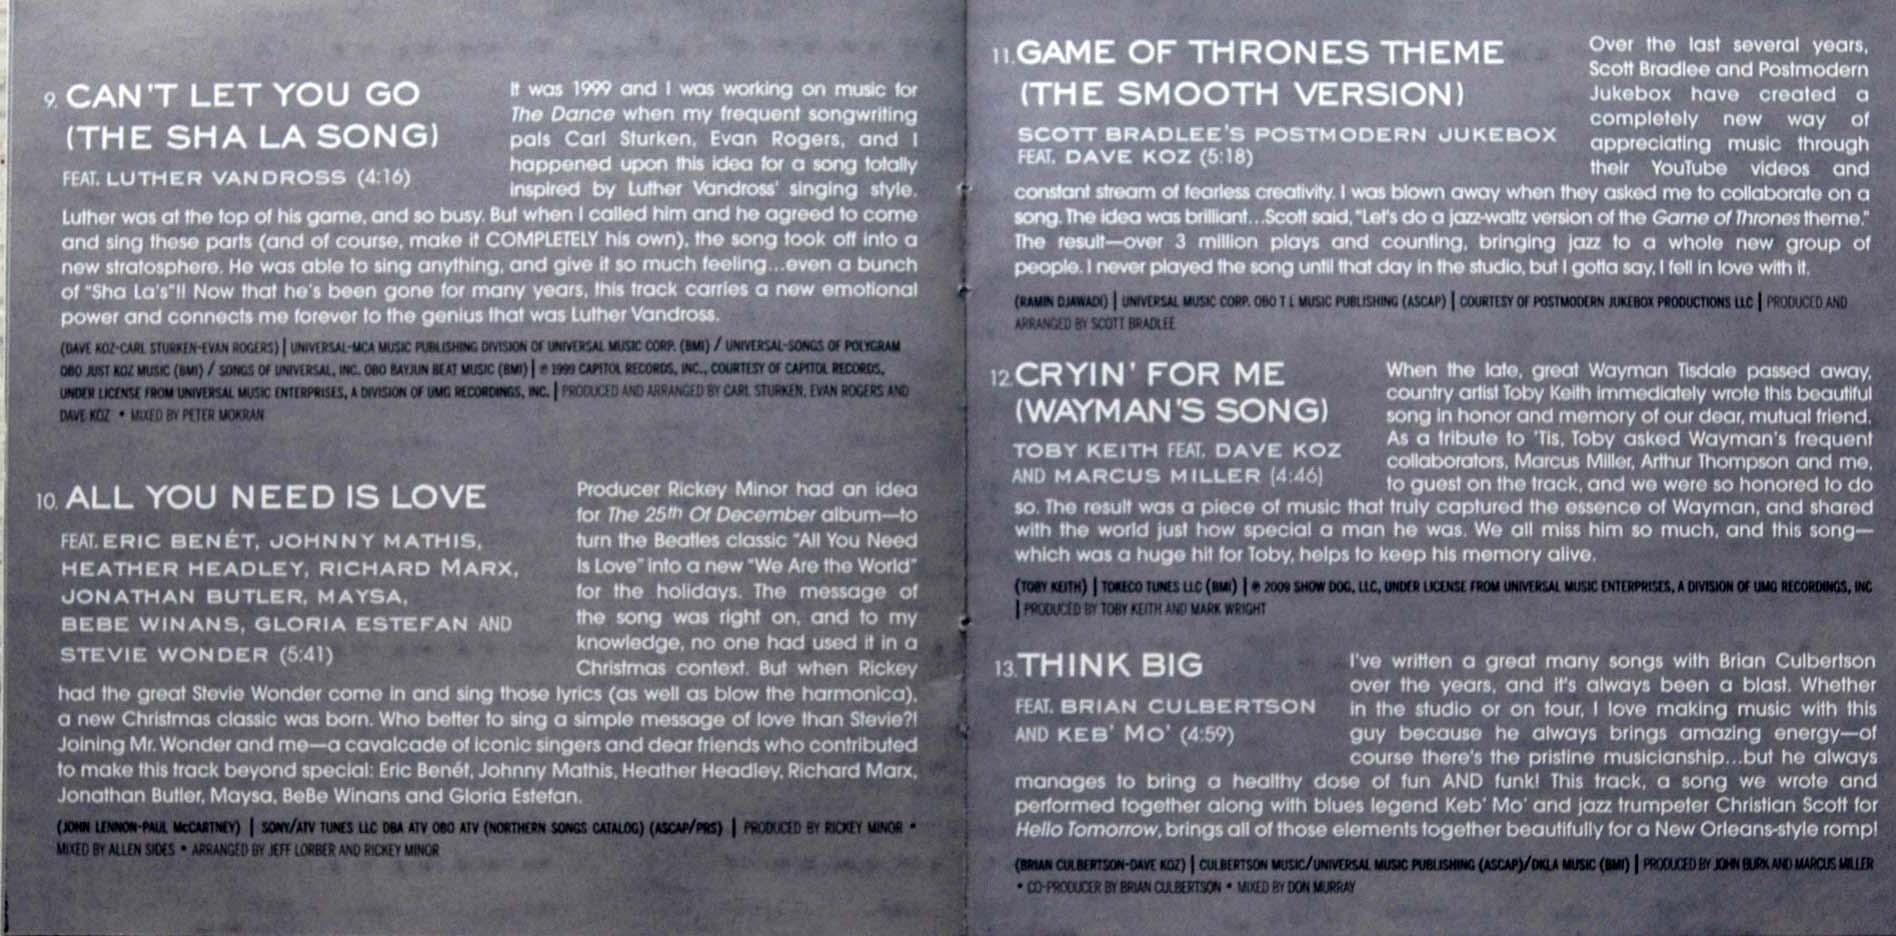 9. CAN'T LET YOU GO
(THE SHA LA SONG)
FEAT. LUTHER VANDROSS (4:16)
It was 1999 and I was working on music for
The Dance when my frequent songwriting
pals Carl Sturken, Evan Rogers, and I
happened upon this idea for a song totally
inspired by Luther Vandross' singing style.
Luther was at the top of his game, and so busy. But when I called him and he agreed to come
and sing these parts (and of course, make it COMPLETELY his own), the song took off into a
new stratosphere. He was able to sing anything, and give it so much feeling...even a bunch
of "Sha La's"!! Now that he's been gone for many years, this track carries a new emotional
power and connects me forever to the genius that was Luther Vandross.
(DAVE KOZ-CARL STURKEN-EVAN ROGERS) | UNIVERSAL-MCA MUSIC PUBLISHING DIVISION OF UNIVERSAL MUSIC CORP. (BMI) / UNIVERSAL-SONGS OF POLYGRAM
OBO JUST KOZ MUSIC (BMI) / SONGS OF UNIVERSAL, INC. OBO BAYJUN BEAT MUSIC (BMI) | ℗ 1999 CAPITOL RECORDS, INC., COURTESY OF CAPITOL RECORDS,
UNDER LICENSE FROM UNIVERSAL MUSIC ENTERPRISES, A DIVISION OF UMG RECORDINGS, INC. | PRODUCED AND ARRANGED BY CARL STURKEN, EVAN ROGERS AND
DAVE KOZ • MIXED BY PETER MOKRAN
10. ALL YOU NEED IS LOVE
FEAT. ERIC BENÉT, JOHNNY MATHIS,
HEATHER HEADLEY, RICHARD MARX,
JONATHAN BUTLER, MAYSA,
BEBE WINANS, GLORIA ESTEFAN AND
STEVIE WONDER (5:41)
Producer Rickey Minor had an idea
for The 25th Of December album—to
turn the Beatles classic "All You Need
Is Love" into a new "We Are the World"
for the holidays. The message of
the song was right on, and to my
knowledge, no one had used it in a
Christmas context. But when Rickey
had the great Stevie Wonder come in and sing those lyrics (as well as blow the harmonica),
a new Christmas classic was born. Who better to sing a simple message of love than Stevie?!
Joining Mr. Wonder and me—a cavalcade of iconic singers and dear friends who contributed
to make this track beyond special: Eric Benét, Johnny Mathis, Heather Headley, Richard Marx,
Jonathan Butler, Maysa, BeBe Winans and Gloria Estefan.
(JOHN LENNON-PAUL McCARTNEY) | SONY/ATV TUNES LLC DBA ATV OBO ATV (NORTHERN SONGS CATALOG) (ASCAP/PRS) | PRODUCED BY RICKEY MINOR •
MIXED BY ALLEN SIDES • ARRANGED BY JEFF LORBER AND RICKEY MINOR
11. GAME OF THRONES THEME
(THE SMOOTH VERSION)
SCOTT BRADLEE'S POSTMODERN JUKEBOX
FEAT. DAVE KOZ (5:18)
Over the last several years,
Scott Bradlee and Postmodern
Jukebox have created a
completely new way of
appreciating music through
their YouTube videos and
constant stream of fearless creativity. I was blown away when they asked me to collaborate on a
song. The idea was brilliant...Scott said, "Let's do a jazz-waltz version of the Game of Thrones theme."
The result—over 3 million plays and counting, bringing jazz to a whole new group of
people. I never played the song until that day in the studio, but I gotta say, I fell in love with it.
(RAMIN DJAWADI) | UNIVERSAL MUSIC CORP. OBO T L MUSIC PUBLISHING (ASCAP) | COURTESY OF POSTMODERN JUKEBOX PRODUCTIONS LLC | PRODUCED AND
ARRANGED BY SCOTT BRADLEE
12. CRYIN' FOR ME
(WAYMAN'S SONG)
TOBY KEITH FEAT. DAVE KOZ
AND MARCUS MILLER (4:46)
When the late, great Wayman Tisdale passed away,
country artist Toby Keith immediately wrote this beautiful
song in honor and memory of our dear, mutual friend.
As a tribute to 'Tis, Toby asked Wayman's frequent
collaborators, Marcus Miller, Arthur Thompson and me,
to guest on the track, and we were so honored to do
so. The result was a piece of music that truly captured the essence of Wayman, and shared
with the world just how special a man he was. We all miss him so much, and this song—
which was a huge hit for Toby, helps to keep his memory alive.
(TOBY KEITH) | TOKECO TUNES LLC (BMI) | ℗ 2009 SHOW DOG, LLC, UNDER LICENSE FROM UNIVERSAL MUSIC ENTERPRISES, A DIVISION OF UMG RECORDINGS, INC
| PRODUCED BY TOBY KEITH AND MARK WRIGHT
13. THINK BIG
FEAT. BRIAN CULBERTSON
AND KEB' MO' (4:59)
I've written a great many songs with Brian Culbertson
over the years, and it's always been a blast. Whether
in the studio or on tour, I love making music with this
guy because he always brings amazing energy—of
course there's the pristine musicianship...but he always
manages to bring a healthy dose of fun AND funk! This track, a song we wrote and
performed together along with blues legend Keb' Mo' and jazz trumpeter Christian Scott for
Hello Tomorrow, brings all of those elements together beautifully for a New Orleans-style romp!
(BRIAN CULBERTSON-DAVE KOZ) | CULBERTSON MUSIC/UNIVERSAL MUSIC PUBLISHING (ASCAP)/DKLA MUSIC (BMI) | PRODUCED BY JOHN BURK AND MARCUS MILLER
• CO-PRODUCER BY BRIAN CULBERTSON • MIXED BY DON MURRAY